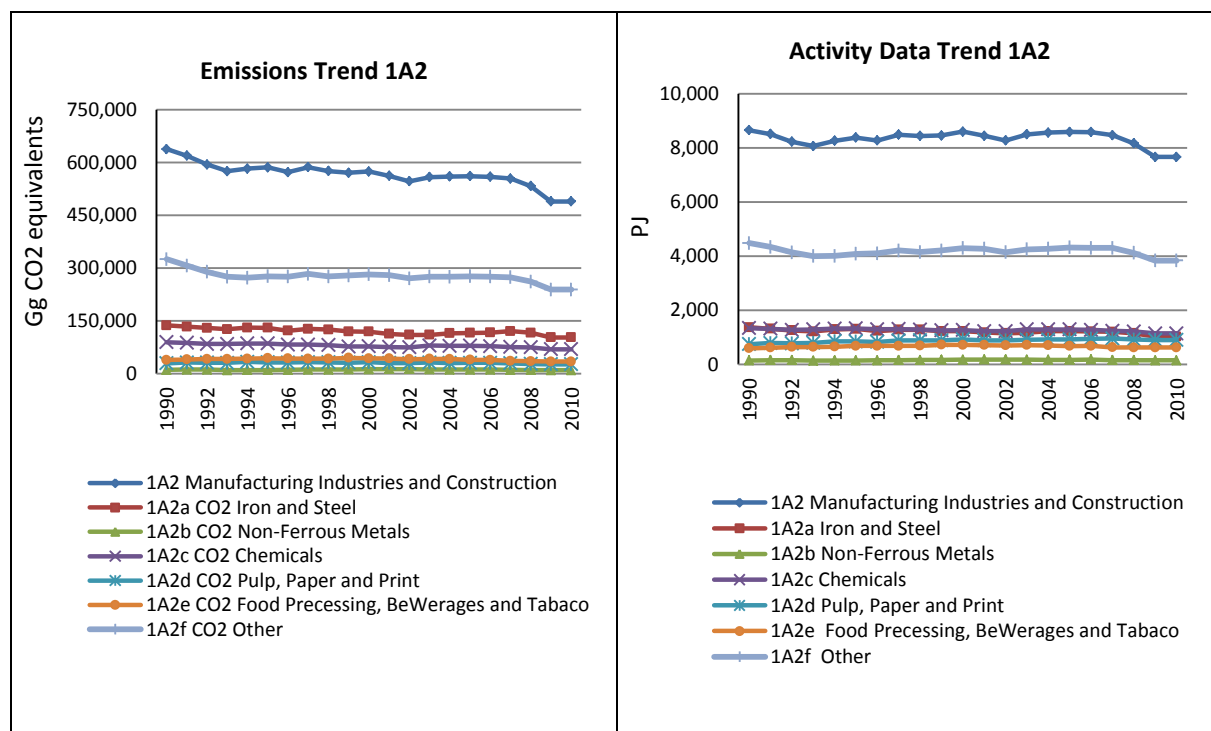 Emissions Trend 1A2
Gg CO2 equivalents
750,000
600,000
450,000
300,000
150,000
0
1990
1992
1994
1996
1998
2000
2002
2004
2006
2008
2010
1A2 Manufacturing Industries and Construction
1A2a CO2 Iron and Steel
1A2b CO2 Non-Ferrous Metals
1A2c CO2 Chemicals
1A2d CO2 Pulp, Paper and Print
1A2e CO2 Food Precessing, BeWerages and Tabaco
1A2f CO2 Other
Activity Data Trend 1A2
PJ
10,000
8,000
6,000
4,000
2,000
0
1990
1992
1994
1996
1998
2000
2002
2004
2006
2008
2010
1A2 Manufacturing Industries and Construction
1A2a Iron and Steel
1A2b Non-Ferrous Metals
1A2c Chemicals
1A2d Pulp, Paper and Print
1A2e  Food Precessing, BeWerages and Tabaco
1A2f  Other